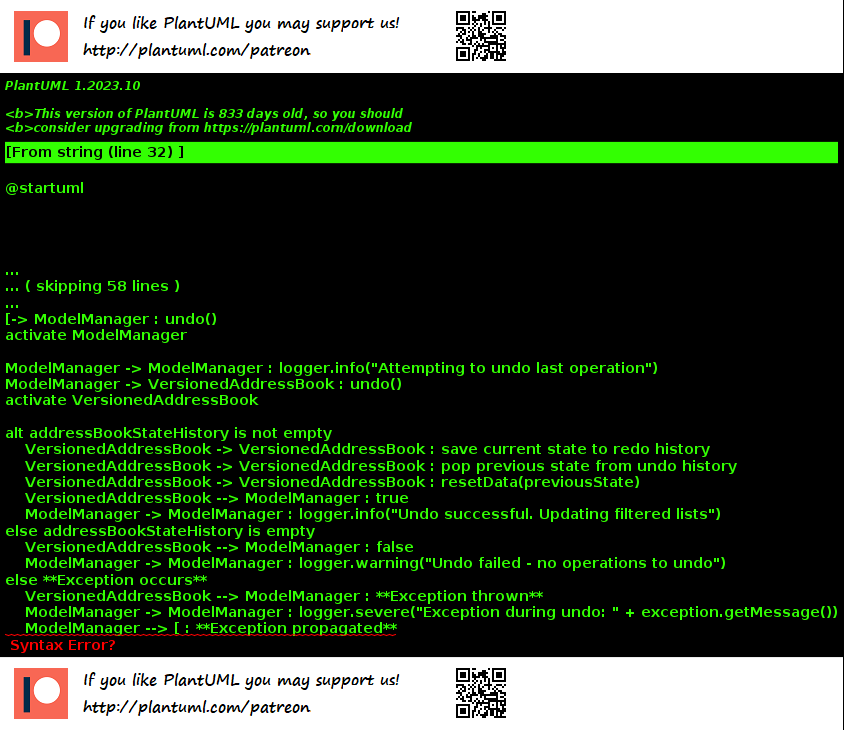 If you like PlantUML you may support us!
http://plantuml.com/patreon
PlantUML 1.2023.10
<b>This version of PlantUML is 833 days old, so you should
<b>consider upgrading from https://plantuml.com/download
[From string (line 32) ]
@startuml
...
... ( skipping 58 lines )
...
[-> ModelManager : undo()
activate ModelManager
ModelManager -> ModelManager : logger.info("Attempting to undo last operation")
ModelManager -> VersionedAddressBook : undo()
activate VersionedAddressBook
alt addressBookStateHistory is not empty
VersionedAddressBook -> VersionedAddressBook : save current state to redo history
VersionedAddressBook -> VersionedAddressBook : pop previous state from undo history
VersionedAddressBook -> VersionedAddressBook : resetData(previousState)
VersionedAddressBook --> ModelManager : true
ModelManager -> ModelManager : logger.info("Undo successful. Updating filtered lists")
else addressBookStateHistory is empty
VersionedAddressBook --> ModelManager : false
ModelManager -> ModelManager : logger.warning("Undo failed - no operations to undo")
else **Exception occurs**
VersionedAddressBook --> ModelManager : **Exception thrown**
ModelManager -> ModelManager : logger.severe("Exception during undo: " + exception.getMessage())
ModelManager --> [ : **Exception propagated**
Syntax Error?
If you like PlantUML you may support us!
http://plantuml.com/patreon